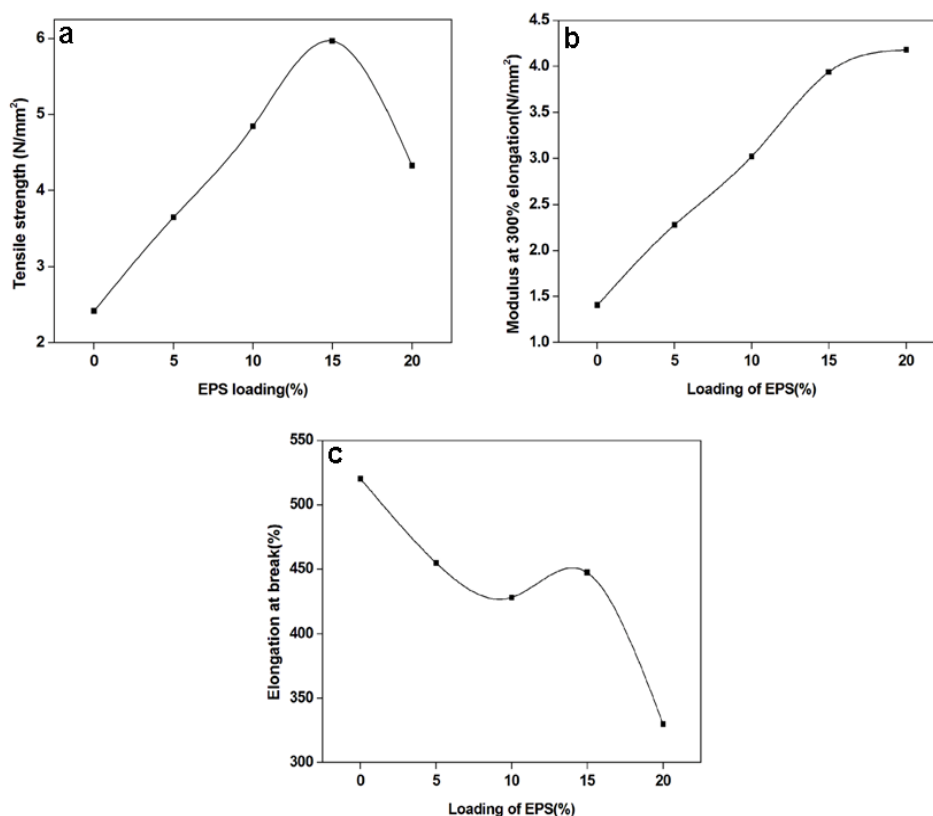 a
6
5
4
3
2
Tensile strength (N/mm²)
0 5 10 15 20
EPS loading(%)
b
4.5
4.0
3.5
3.0
2.5
2.0
1.5
1.0
Modulus at 300% elongation(N/mm²)
0 5 10 15 20
Loading of EPS(%)
c
550
500
450
400
350
300
Elongation at break(%)
0 5 10 15 20
Loading of EPS(%)